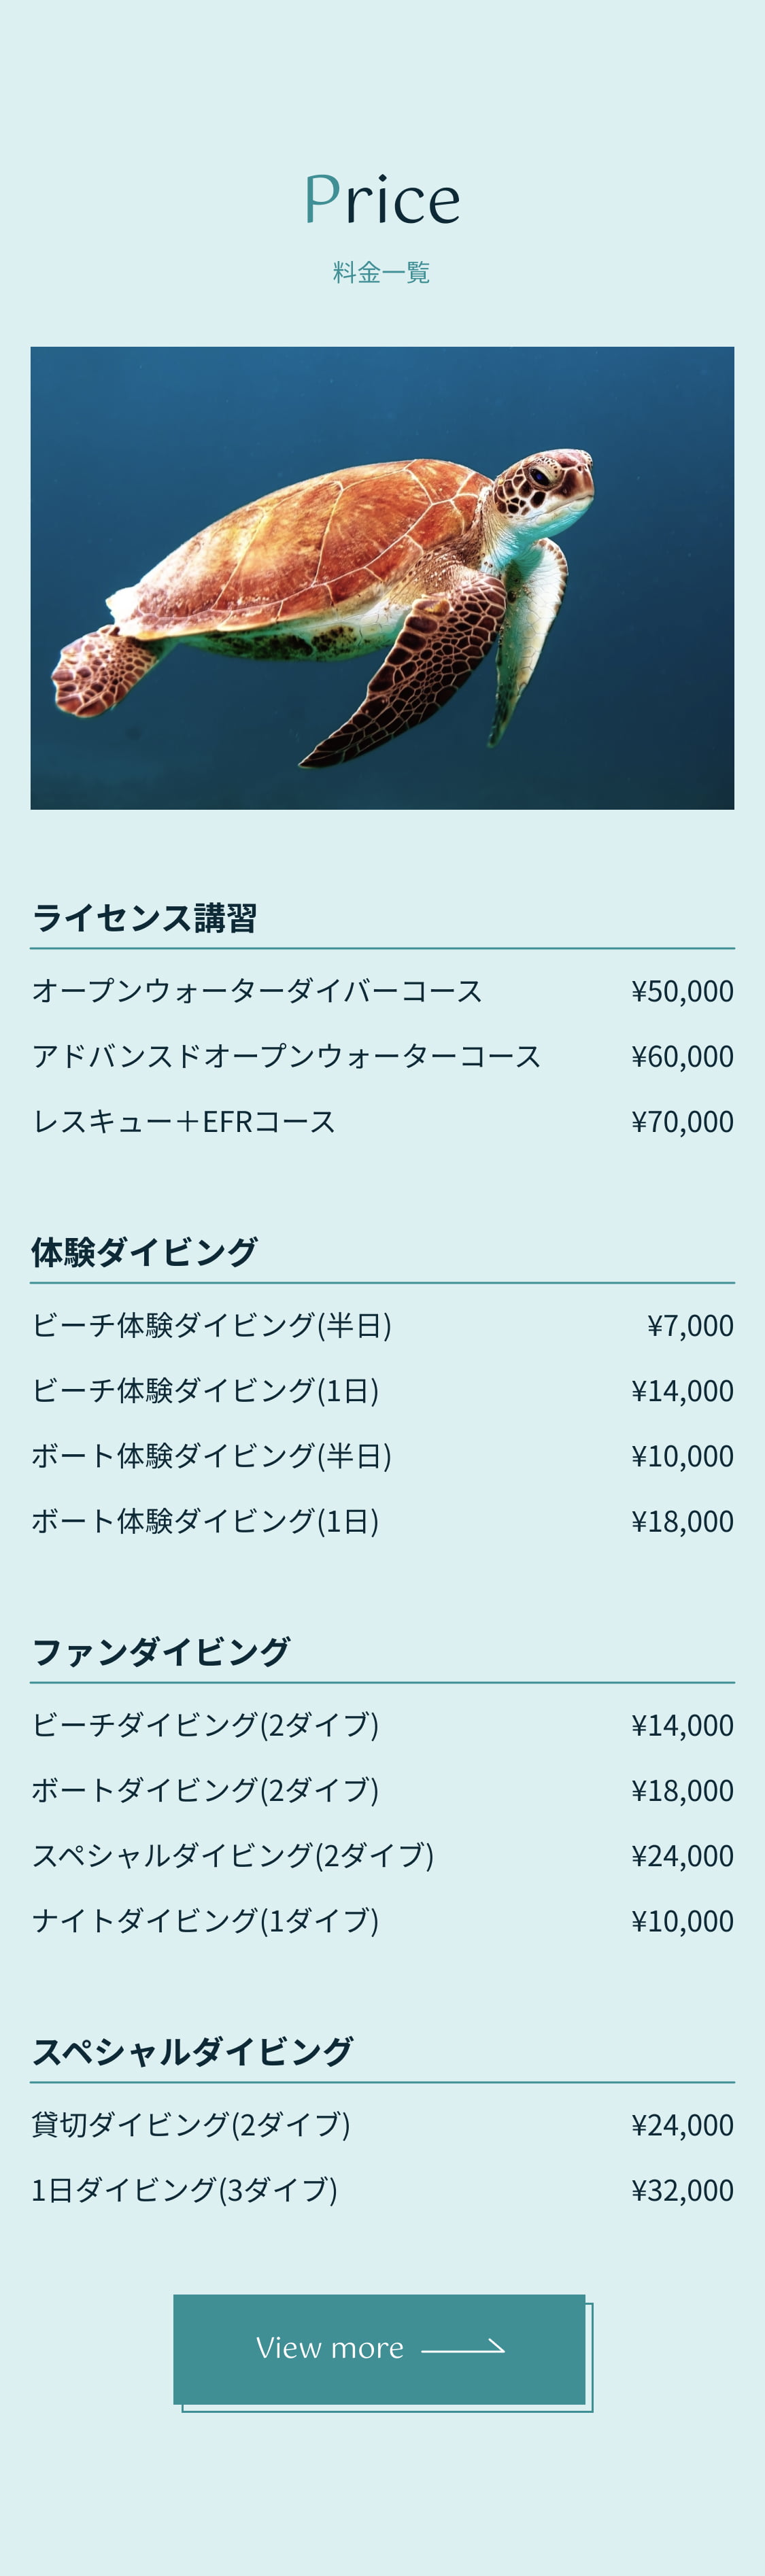 Price
料金一覧
ライセンス講習
オープンウォーターダイバーコース ¥50,000
アドバンスドオープンウォーターコース ¥60,000
レスキュー＋EFRコース ¥70,000
体験ダイビング
ビーチ体験ダイビング(半日) ¥7,000
ビーチ体験ダイビング(1日) ¥14,000
ボート体験ダイビング(半日) ¥10,000
ボート体験ダイビング(1日) ¥18,000
ファンダイビング
ビーチダイビング(2ダイブ) ¥14,000
ボートダイビング(2ダイブ) ¥18,000
スペシャルダイビング(2ダイブ) ¥24,000
ナイトダイビング(1ダイブ) ¥10,000
スペシャルダイビング
貸切ダイビング(2ダイブ) ¥24,000
1日ダイビング(3ダイブ) ¥32,000
View more